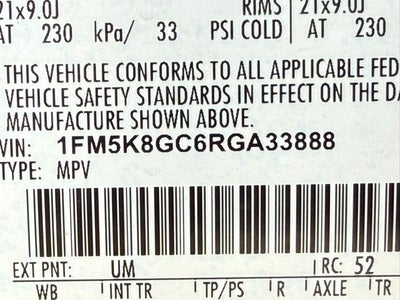 21x9.0J RIMS 21x9.0J
AT 230 kPa/ 33 PSI COLD AT 230
THIS VEHICLE CONFORMS TO ALL APPLICABLE FED
VEHICLE SAFETY STANDARDS IN EFFECT ON THE DA
MANUFACTURE SHOWN ABOVE.
VIN: 1FM5K8GC6RGA33888
TYPE: MPV
EXT PNT: UM RC: 52
WB INT TR TP/PS R AXLE TR